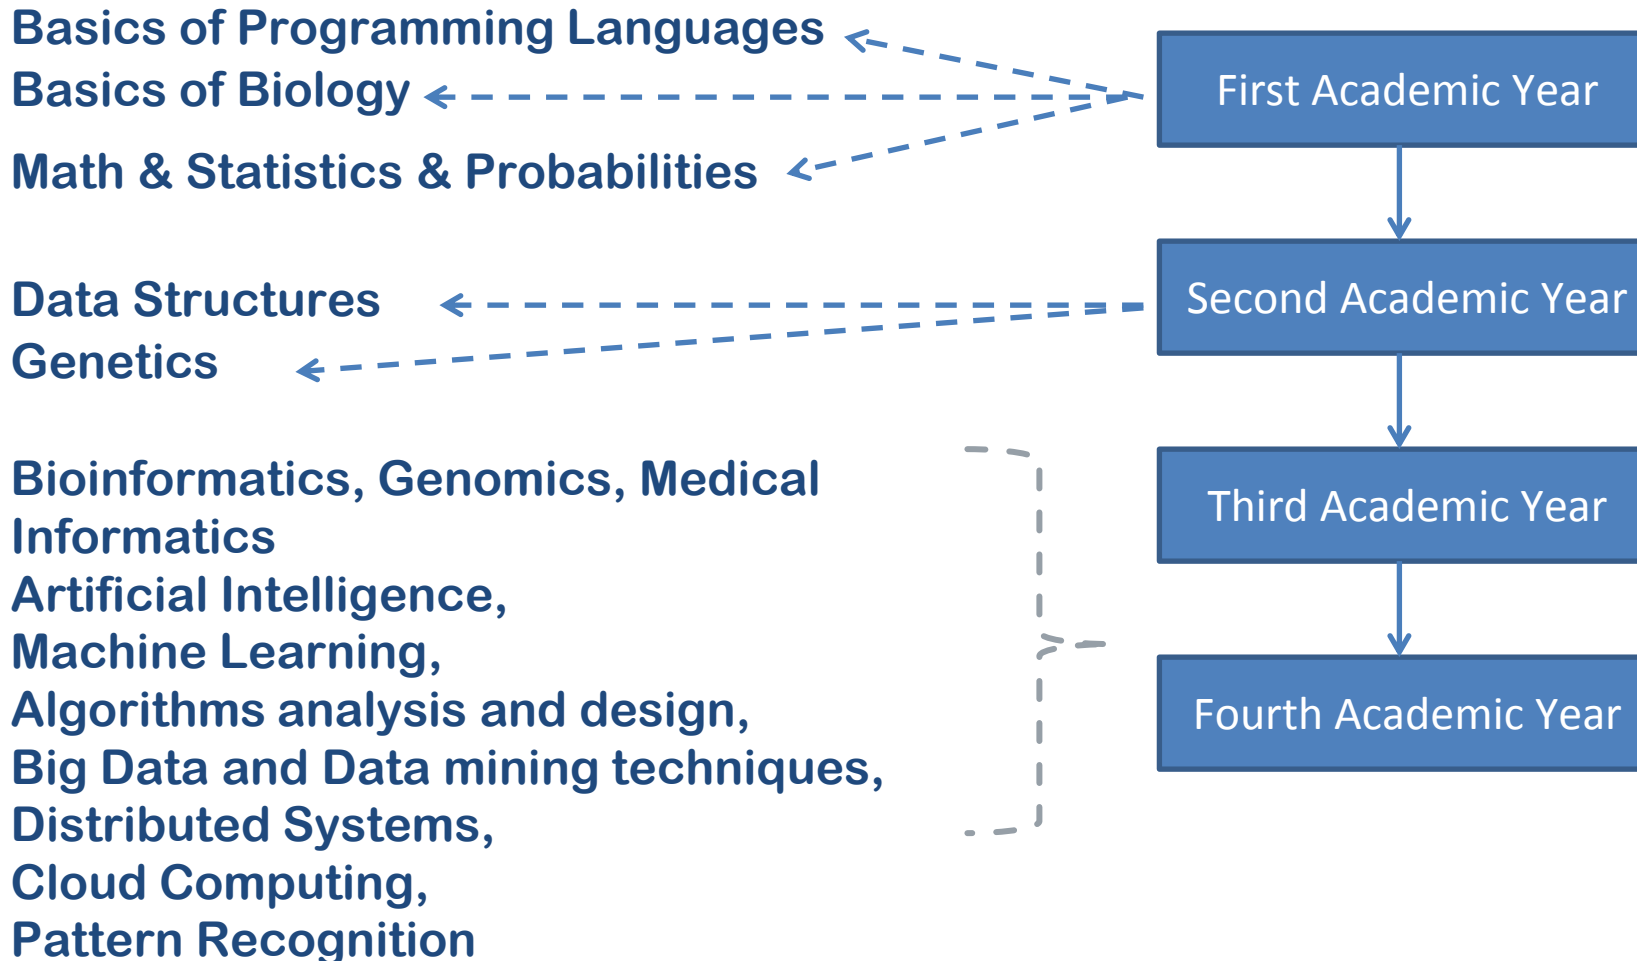 Basics of Programming Languages
Basics of Biology
Math & Statistics & Probabilities
Data Structures
Genetics
Bioinformatics, Genomics, Medical
Informatics
Artificial Intelligence,
Machine Learning,
Algorithms analysis and design,
Big Data and Data mining techniques,
Distributed Systems,
Cloud Computing,
Pattern Recognition
First Academic Year
Second Academic Year
Third Academic Year
Fourth Academic Year